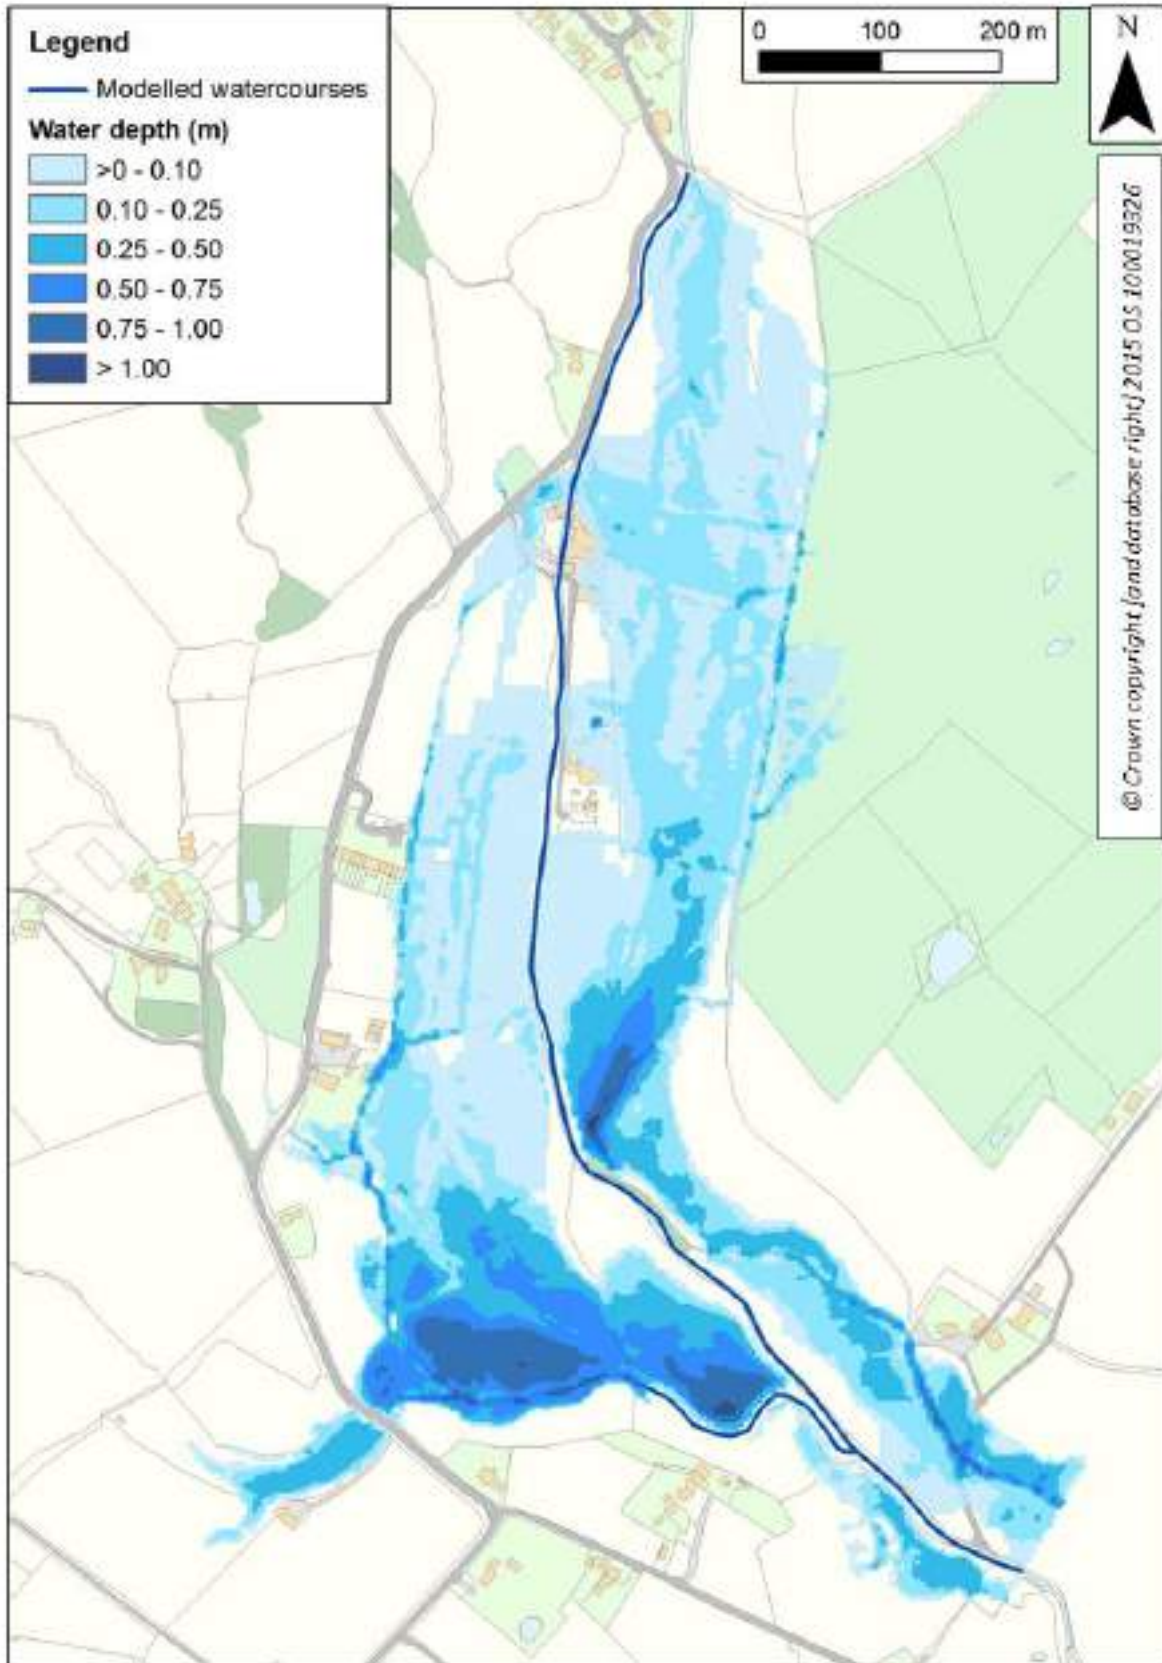 Legend
Modelled watercourses
Water depth (m)
>0 - 0.10
0.10 - 0.25
0.25 - 0.50
0.50 - 0.75
0.75 - 1.00
> 1.00
0 100 200 m
N
© Crown copyright [and database right] 2015 OS 100019326